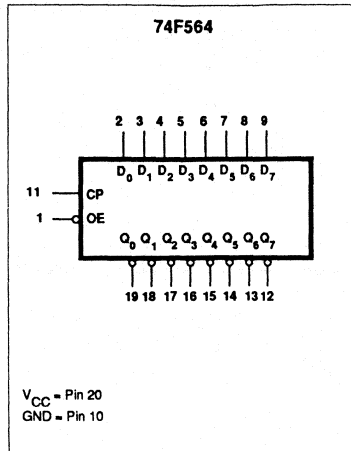 74F564
2 3 4 5 6 7 8 9
D0 D1 D2 D3 D4 D5 D6 D7
11 CP
1 OE
Q0 Q1 Q2 Q3 Q4 Q5 Q6 Q7
19 18 17 16 15 14 13 12
VCC = Pin 20
GND = Pin 10